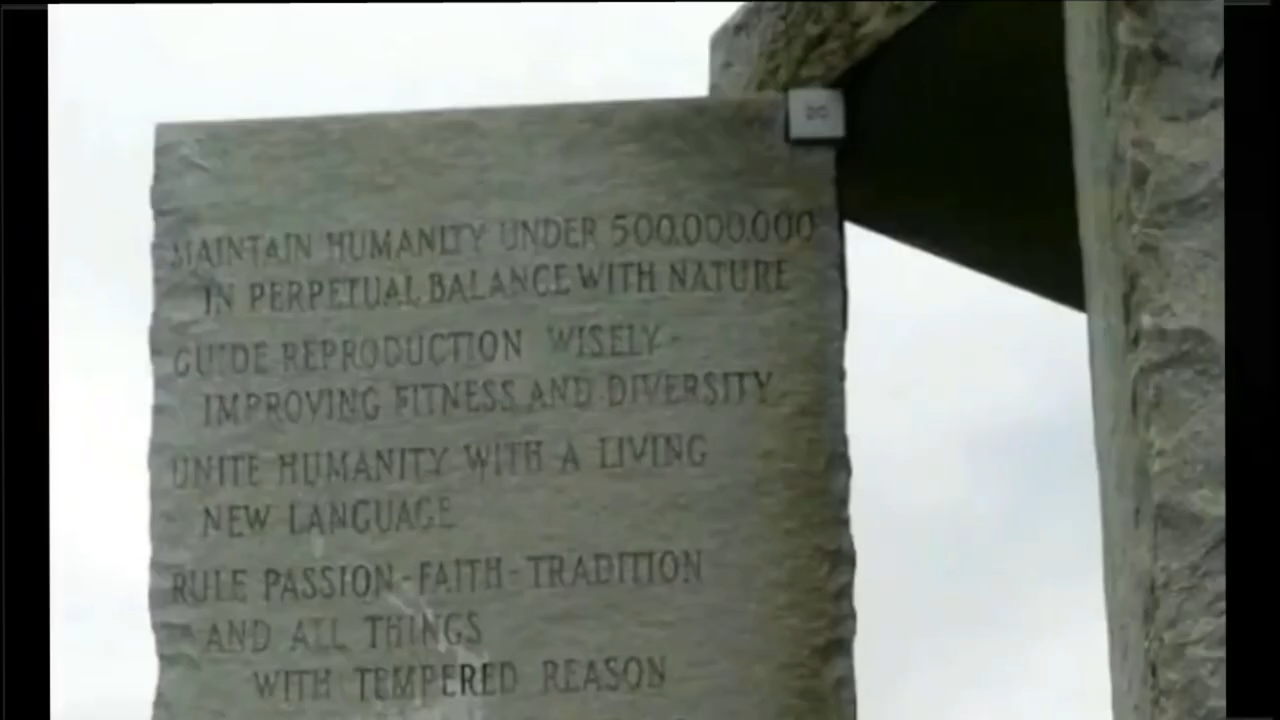 MAINTAIN HUMANITY UNDER 500,000,000
IN PERPETUAL BALANCE WITH NATURE
GUIDE REPRODUCTION WISELY -
IMPROVING FITNESS AND DIVERSITY
UNITE HUMANITY WITH A LIVING
NEW LANGUAGE
RULE PASSION - FAITH - TRADITION
AND ALL THINGS
WITH TEMPERED REASON